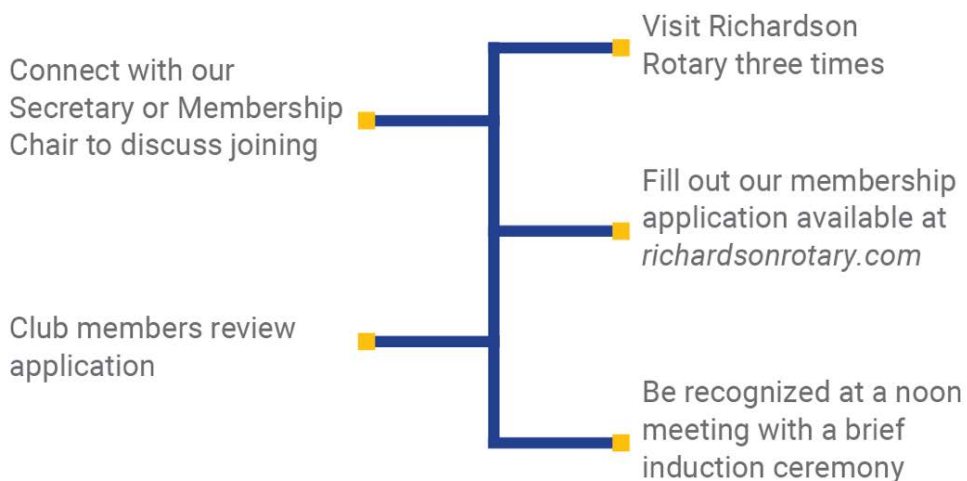 Visit Richardson
Rotary three times
Connect with our
Secretary or Membership
Chair to discuss joining
Fill out our membership
application available at
richardsonrotary.com
Club members review
application
Be recognized at a noon
meeting with a brief
induction ceremony